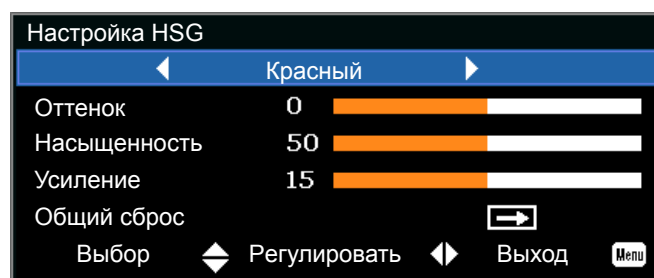 Настройка HSG
Красный
Оттенок 0
Насыщенность 50
Усиление 15
Общий сброс
Выбор Регулировать Выход Menu